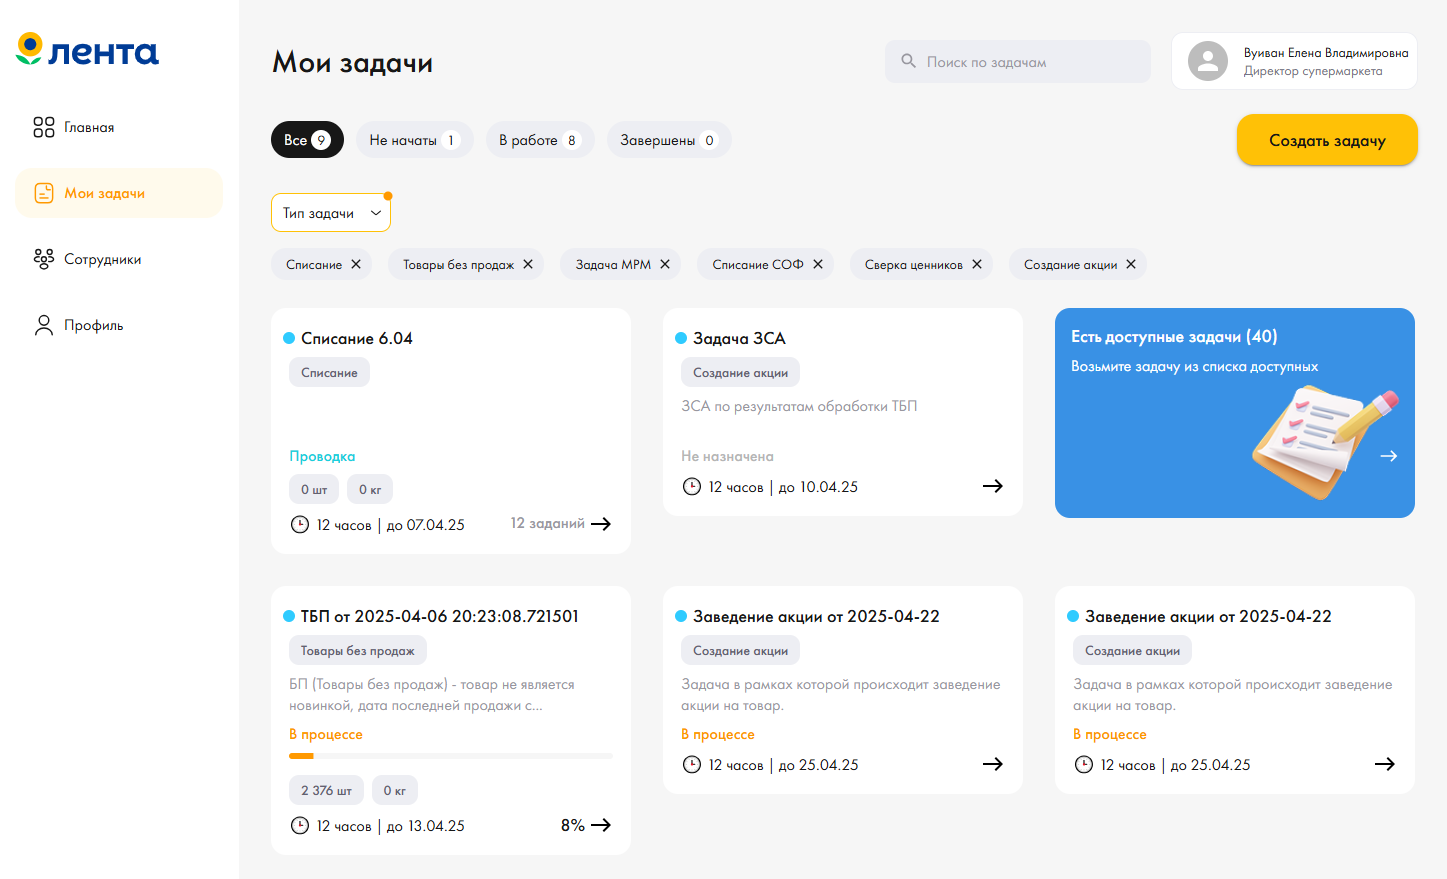 лента
Главная
Мои задачи
Сотрудники
Профиль
Мои задачи
Поиск по задачам
Вуиван Елена Владимировна
Директор супермаркета
Все 9
Не начаты 1
В работе 8
Завершены 0
Создать задачу
Тип задачи
Списание
Товары без продаж
Задача МРМ
Списание СОФ
Сверка ценников
Создание акции
Списание 6.04
Списание
Проводка
0 шт
0 кг
12 часов | до 07.04.25
12 заданий
Задача ЗСА
Создание акции
ЗСА по результатам обработки ТБП
Не назначена
12 часов | до 10.04.25
Есть доступные задачи (40)
Возьмите задачу из списка доступных
ТБП от 2025-04-06 20:23:08.721501
Товары без продаж
БП (Товары без продаж) - товар не является
новинкой, дата последней продажи с...
В процессе
2 376 шт
0 кг
12 часов | до 13.04.25
8%
Заведение акции от 2025-04-22
Создание акции
Задача в рамках которой происходит заведение
акции на товар.
В процессе
12 часов | до 25.04.25
Заведение акции от 2025-04-22
Создание акции
Задача в рамках которой происходит заведение
акции на товар.
В процессе
12 часов | до 25.04.25